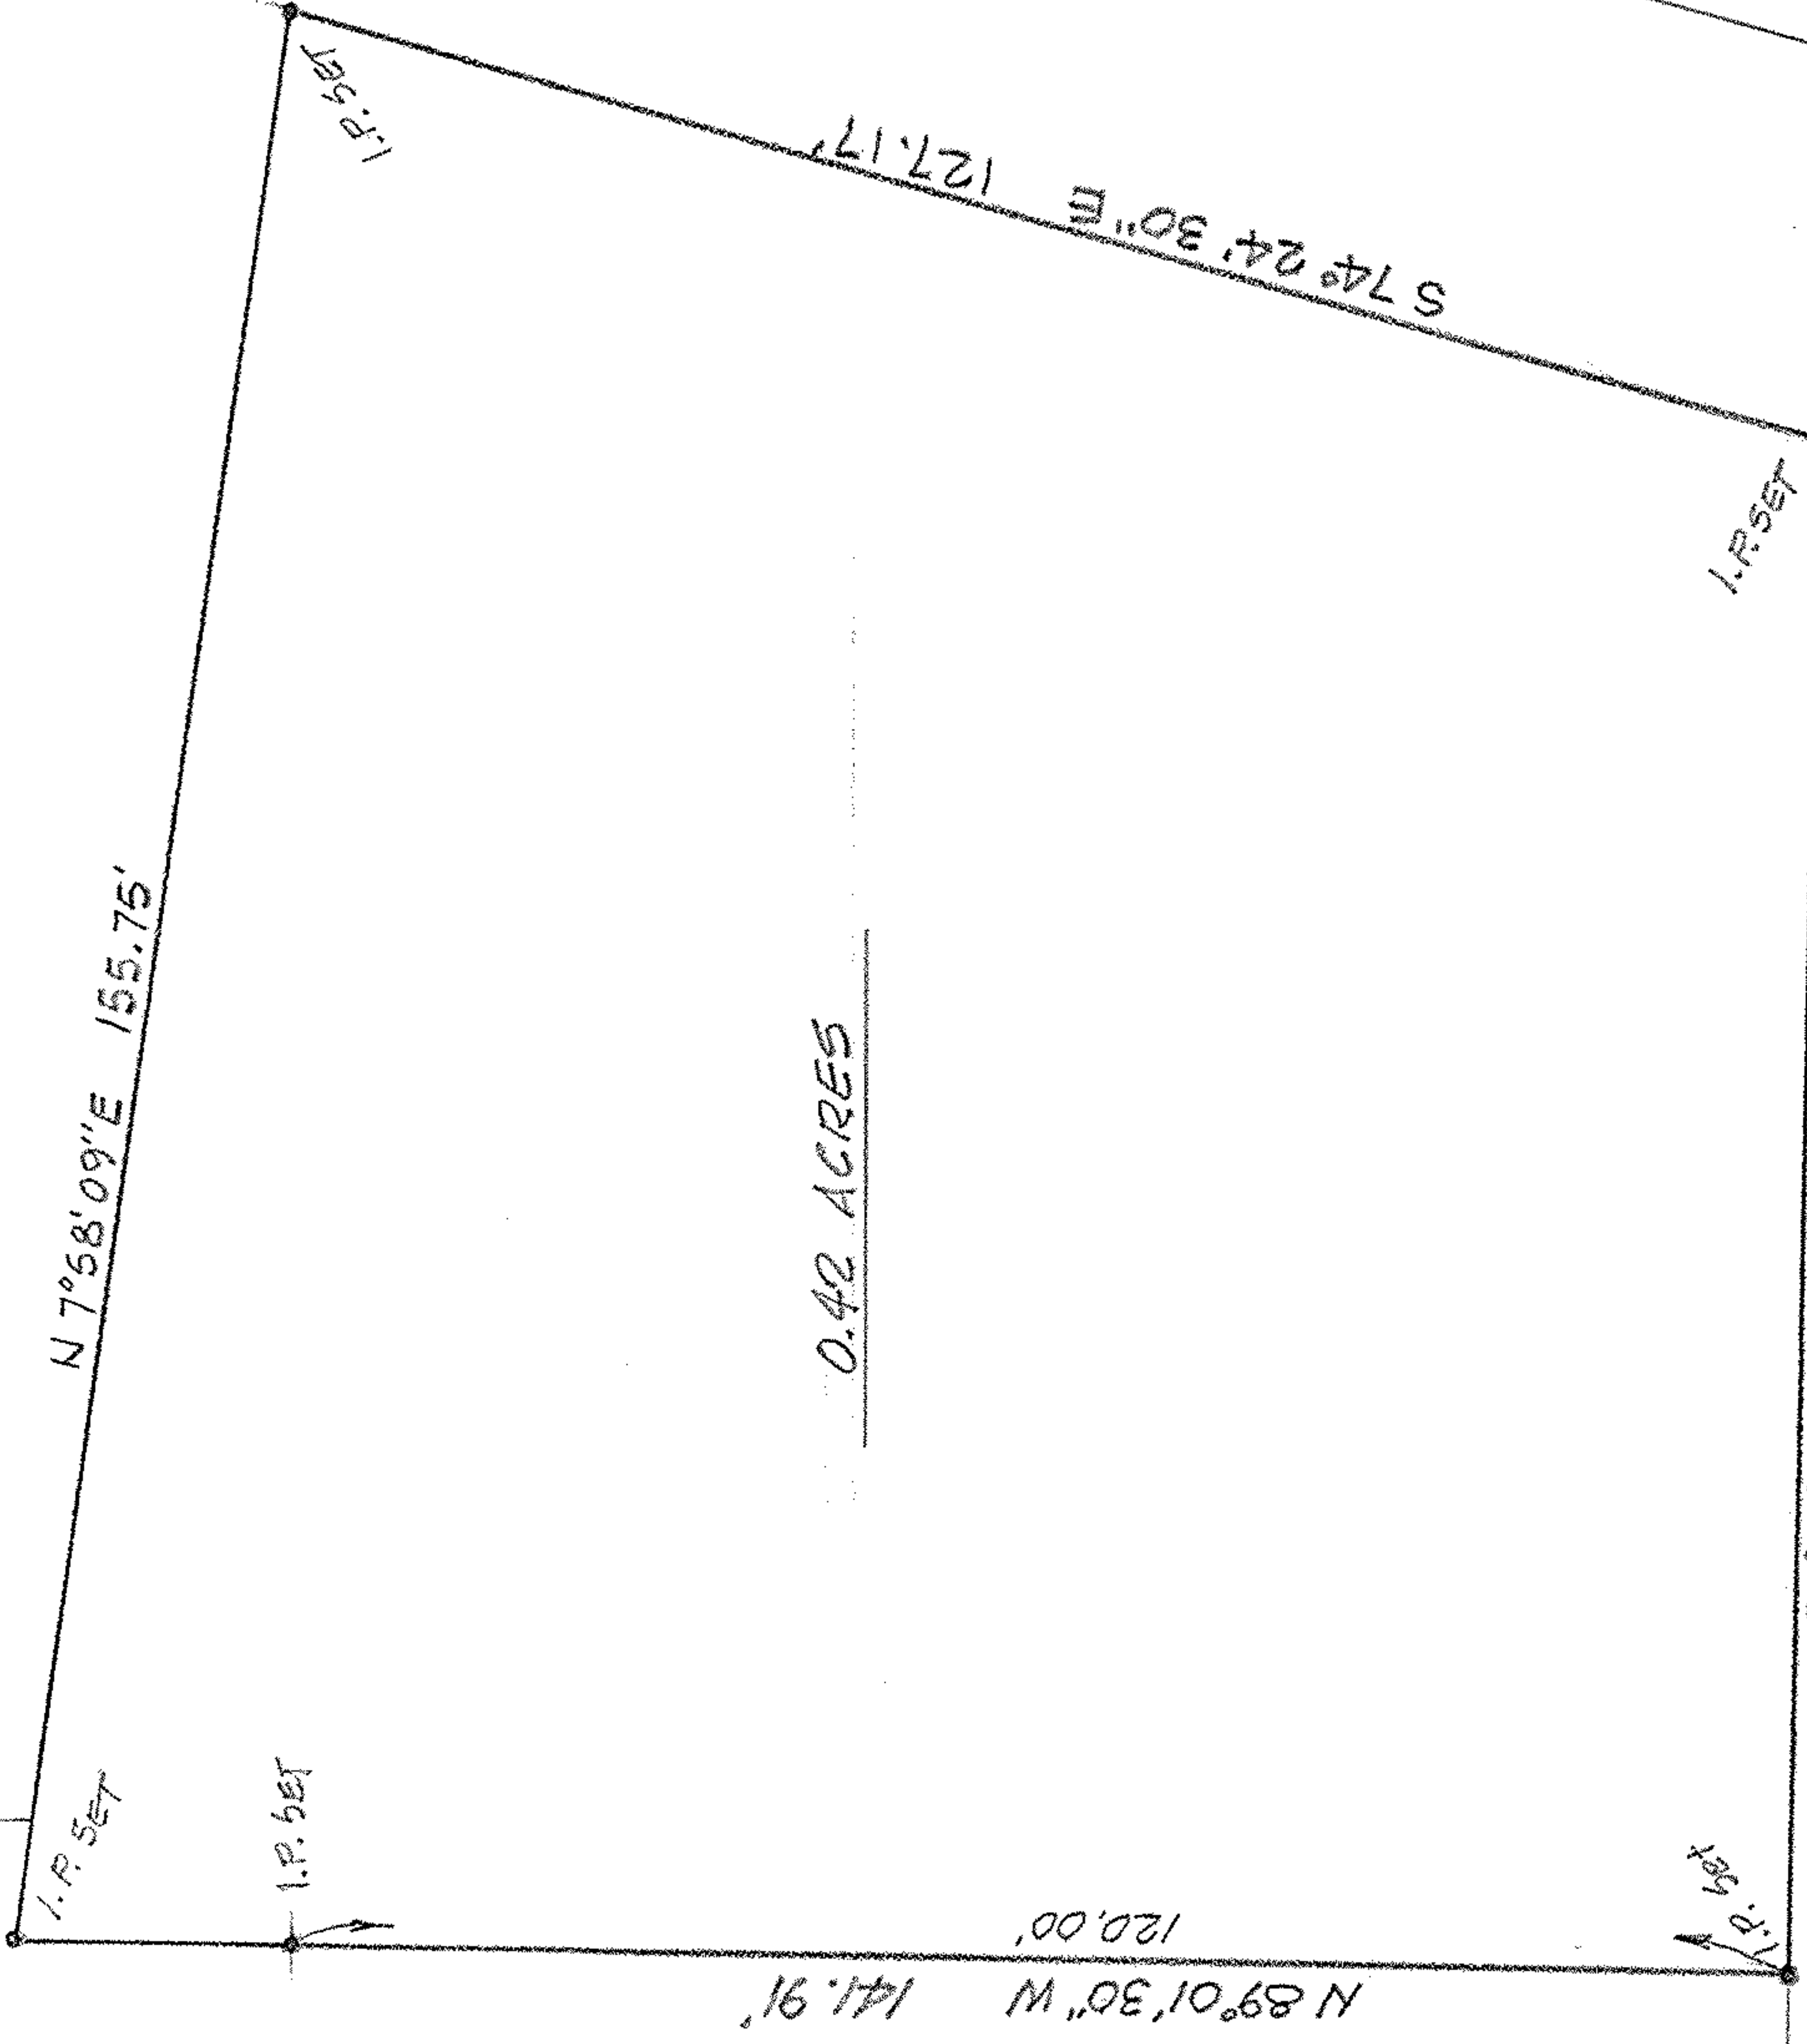 I.P. SET
S 74° 24' 30" E 127.17'
N 7° 58' 09" E 155.75'
I.P. SET
0.42 ACRES
I.P. SET
I.P. SET
120.00'
I.P. Set
N 89° 01' 30" W 141.91'